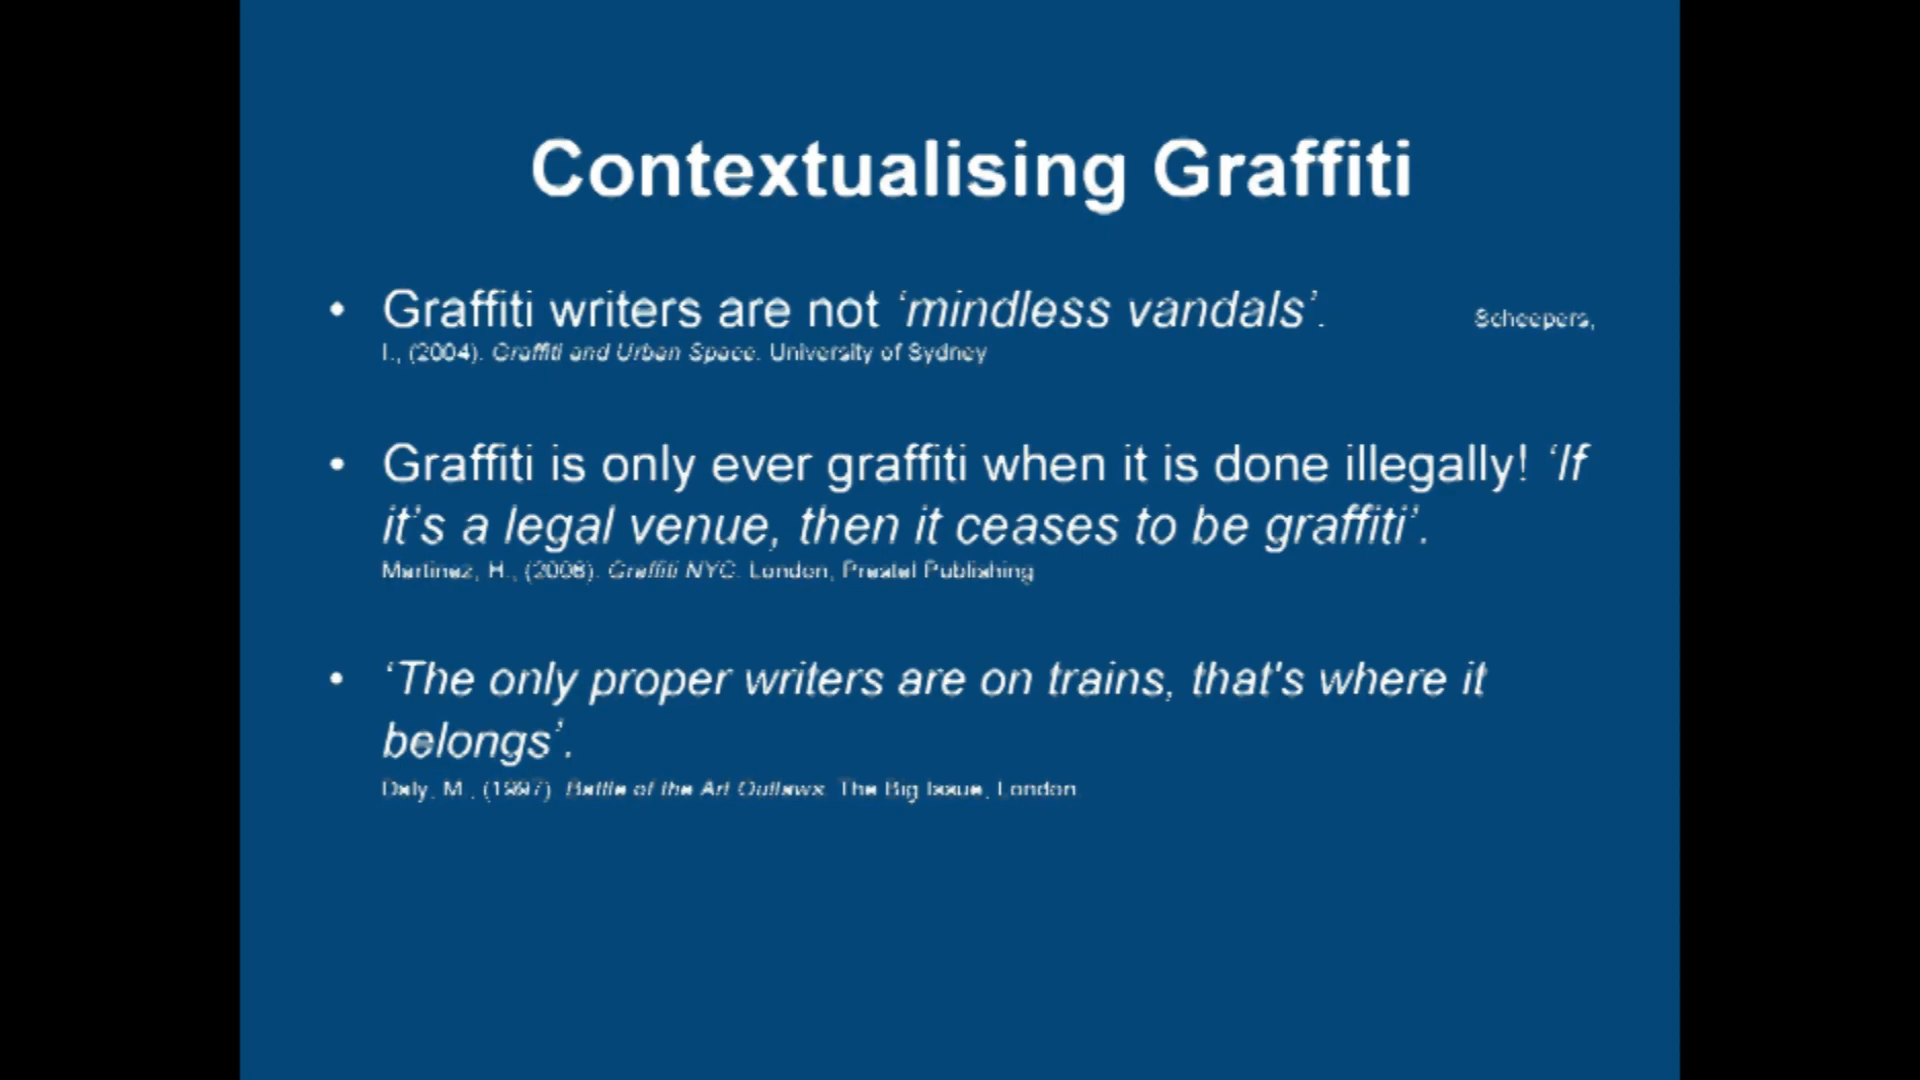 Contextualising Graffiti
• Graffiti writers are not ‘mindless vandals’. Scheepers,
I., (2004). Graffiti and Urban Space. University of Sydney
• Graffiti is only ever graffiti when it is done illegally! ‘If
it’s a legal venue, then it ceases to be graffiti’.
Martinez, H., (2006). Graffiti NYC. London, Prestel Publishing
• ‘The only proper writers are on trains, that's where it
belongs’.
Daly, M., (1997). Battle of the Art Outlaws. The Big Issue, London.